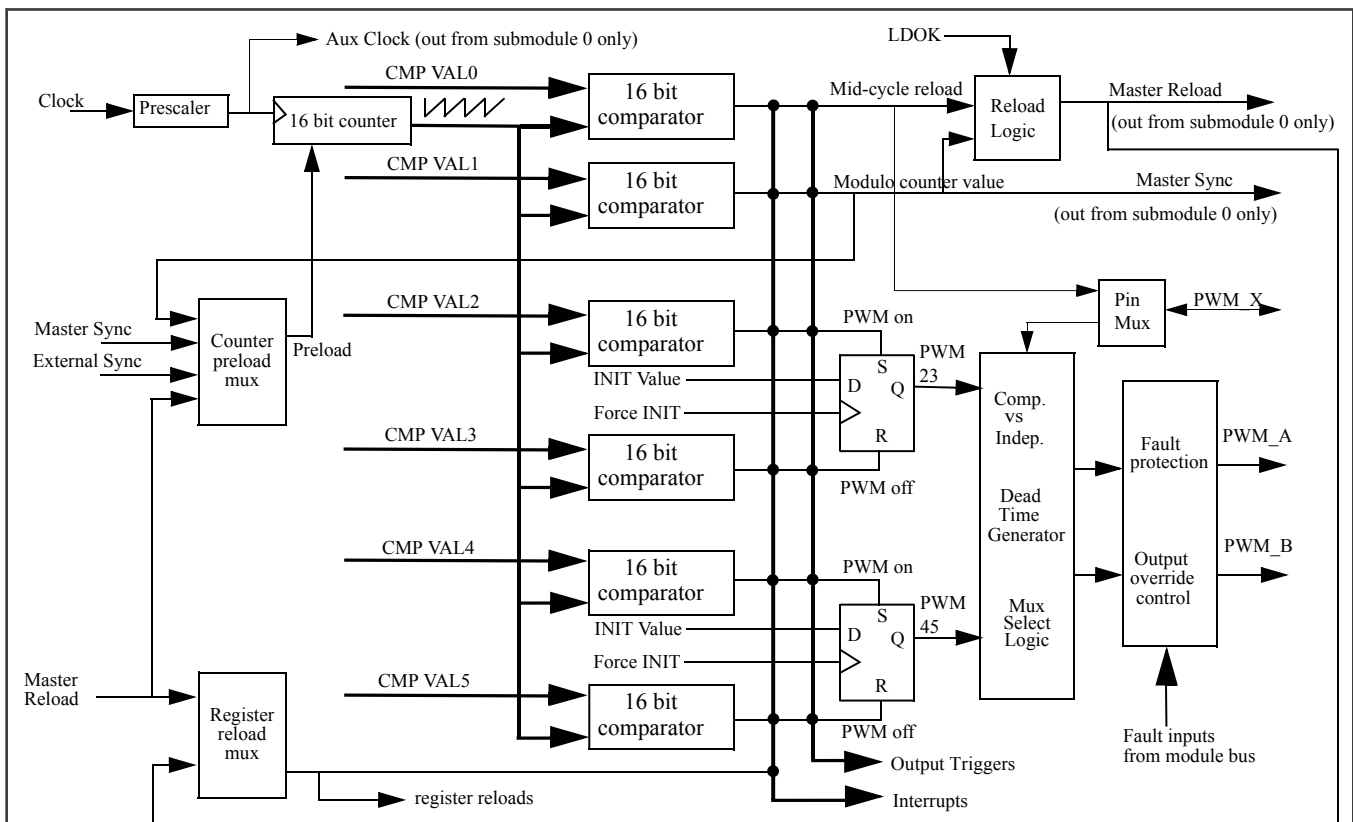 Aux Clock (out from submodule 0 only)
LDOK
Clock
Prescaler
16 bit counter
CMP VAL0
16 bit
comparator
Mid-cycle reload
Reload
Logic
Master Reload
(out from submodule 0 only)
CMP VAL1
16 bit
comparator
Modulo counter value
Master Sync
(out from submodule 0 only)
Master Sync
External Sync
Counter
preload
mux
Preload
CMP VAL2
16 bit
comparator
PWM on
Pin
Mux
PWM_X
INIT Value
Force INIT
D
S
Q
R
PWM
23
CMP VAL3
16 bit
comparator
PWM off
Comp.
vs
Indep.
Dead
Time
Generator
Mux
Select
Logic
Fault
protection
Output
override
control
PWM_A
PWM_B
CMP VAL4
16 bit
comparator
PWM on
INIT Value
Force INIT
D
S
Q
R
PWM
45
CMP VAL5
16 bit
comparator
PWM off
Master
Reload
Register
reload
mux
Fault inputs
from module bus
Output Triggers
register reloads
Interrupts